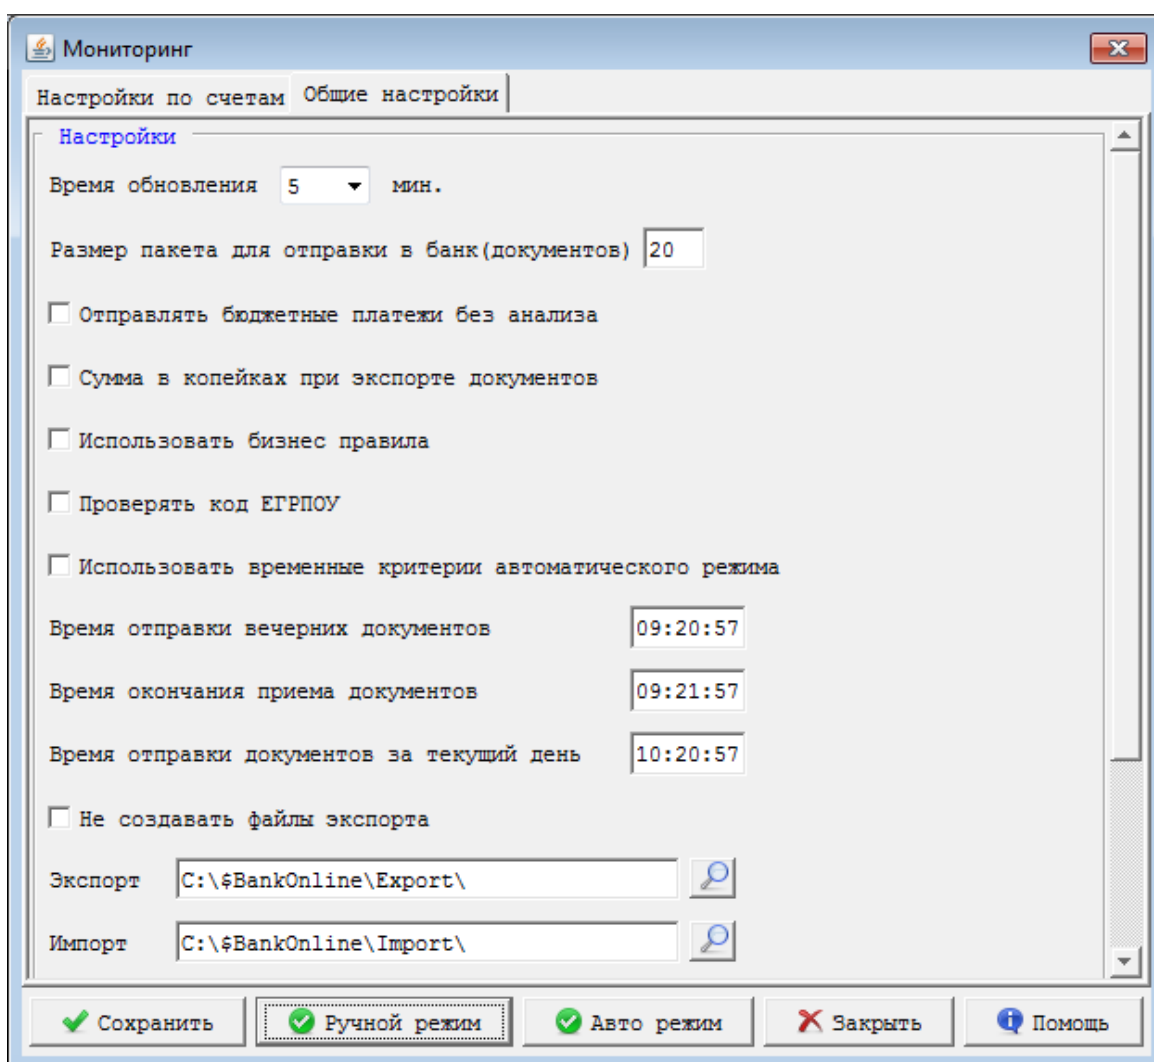 Мониторинг
Настройки по счетам Общие настройки
Настройки
Время обновления 5 мин.
Размер пакета для отправки в банк(документов) 20
Отправлять бюджетные платежи без анализа
Сумма в копейках при экспорте документов
Использовать бизнес правила
Проверять код ЕГРПОУ
Использовать временные критерии автоматического режима
Время отправки вечерних документов 09:20:57
Время окончания приема документов 09:21:57
Время отправки документов за текущий день 10:20:57
Не создавать файлы экспорта
Экспорт C:\$BankOnline\Export\
Импорт C:\$BankOnline\Import\
Сохранить Ручной режим Авто режим Закрыть Помощь